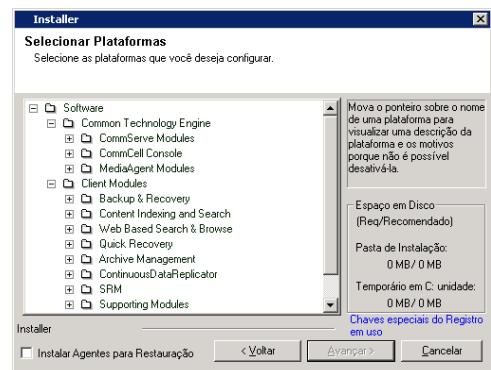 Installer
Selecionar Plataformas
Selecione as plataformas que você deseja configurar.
Software
Common Technology Engine
CommServe Modules
CommCell Console
MediaAgent Modules
Client Modules
Backup & Recovery
Content Indexing and Search
Web Based Search & Browse
Quick Recovery
Archive Management
ContinuousDataReplicator
SRM
Supporting Modules
Mova o ponteiro sobre o nome
de uma plataforma para
visualizar uma descrição da
plataforma e os motivos
porque não é possível
desativá-la.
Espaço em Disco
(Req/Recomendado)
Pasta de Instalação:
0 MB/ 0 MB
Temporário em C: unidade:
0 MB/ 0 MB
Chaves especiais do Registro
em uso
Installer
Instalar Agentes para Restauração
< Voltar
Avançar >
Cancelar